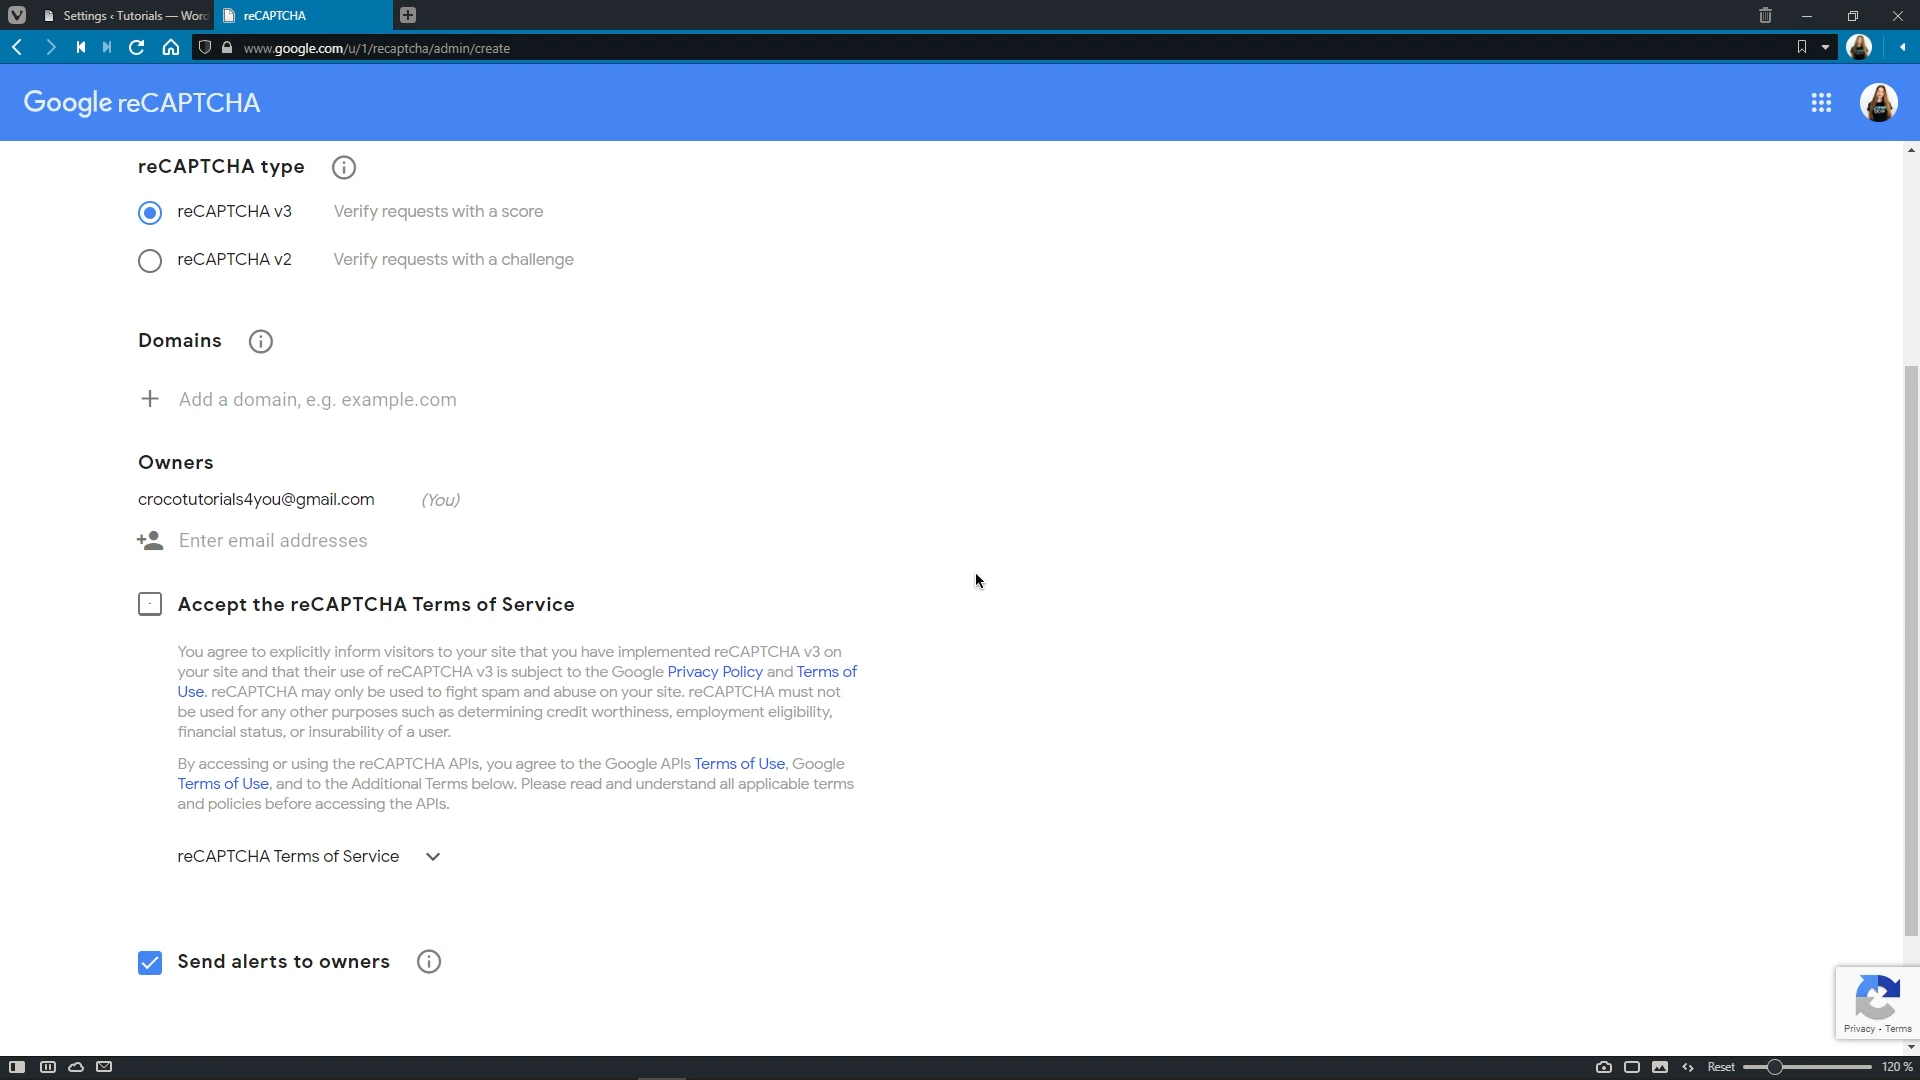 Settings ‹ Tutorials — Word
reCAPTCHA
www.google.com/u/1/recaptcha/admin/create
Google reCAPTCHA
reCAPTCHA type
reCAPTCHA v3 Verify requests with a score
reCAPTCHA v2 Verify requests with a challenge
Domains
Add a domain, e.g. example.com
Owners
crocotutorials4you@gmail.com (You)
Enter email addresses
Accept the reCAPTCHA Terms of Service
You agree to explicitly inform visitors to your site that you have implemented reCAPTCHA v3 on
your site and that their use of reCAPTCHA v3 is subject to the Google Privacy Policy and Terms of
Use. reCAPTCHA may only be used to fight spam and abuse on your site. reCAPTCHA must not
be used for any other purposes such as determining credit worthiness, employment eligibility,
financial status, or insurability of a user.
By accessing or using the reCAPTCHA APIs, you agree to the Google APIs Terms of Use, Google
Terms of Use, and to the Additional Terms below. Please read and understand all applicable terms
and policies before accessing the APIs.
reCAPTCHA Terms of Service
Send alerts to owners
Privacy - Terms
Reset 120 %